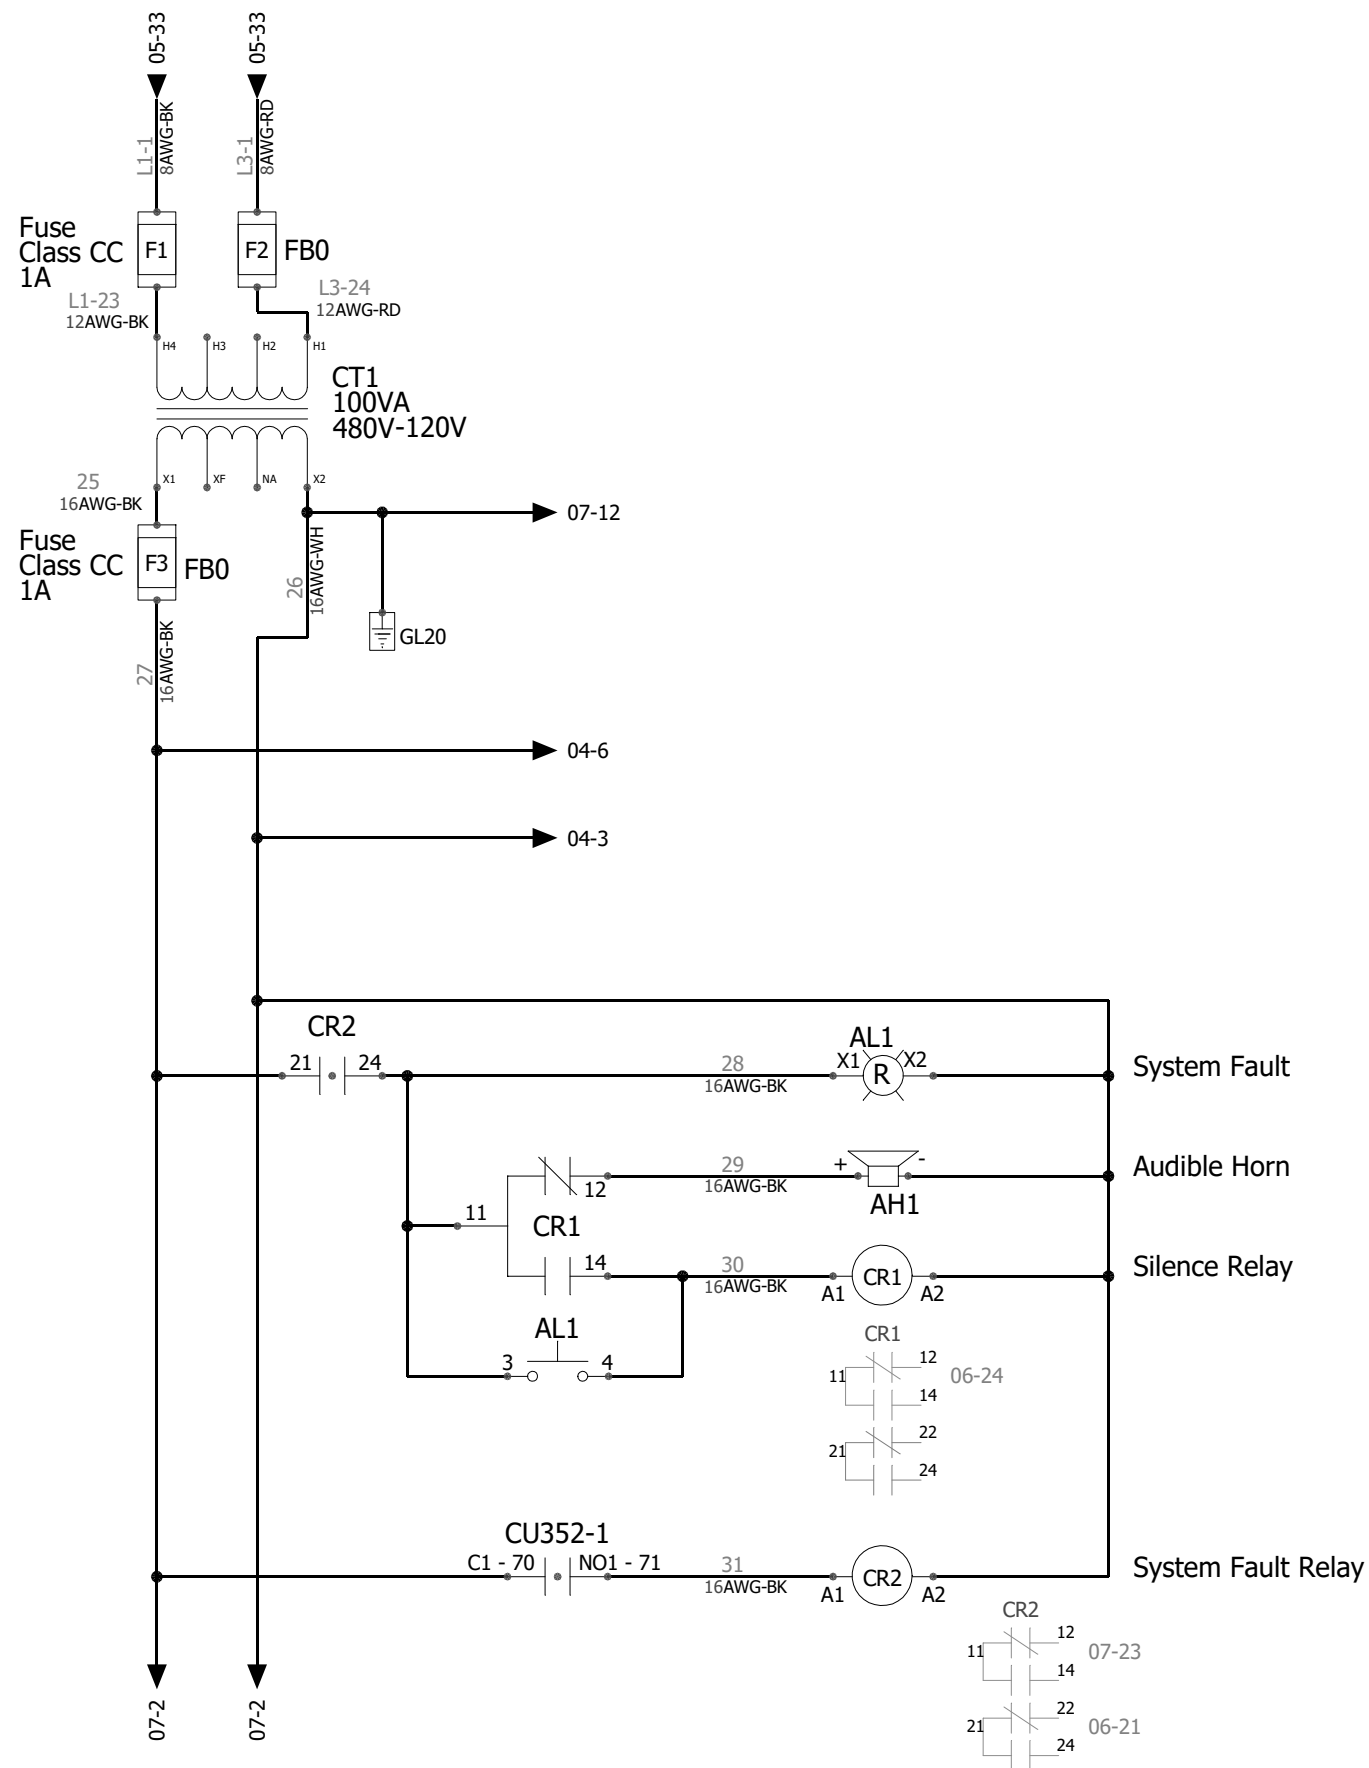 05-33
05-33
L1-1
8AWG-BK
L3-1
8AWG-RD
Fuse
Class CC
1A
F1
F2
FB0
L1-23
12AWG-BK
L3-24
12AWG-RD
H4
H3
H2
H1
CT1
100VA
480V-120V
X1
XF
NA
X2
25
16AWG-BK
Fuse
Class CC
1A
F3
FB0
26
16AWG-WH
07-12
GL20
27
16AWG-BK
04-6
04-3
CR2
21
24
28
16AWG-BK
AL1
X1
R
X2
System Fault
11
12
29
16AWG-BK
+
-
AH1
Audible Horn
CR1
14
30
16AWG-BK
A1
CR1
A2
Silence Relay
AL1
3
4
CR1
11
12
14
06-24
21
22
24
CU352-1
C1 - 70
NO1 - 71
31
16AWG-BK
A1
CR2
A2
System Fault Relay
CR2
11
12
14
07-23
21
22
24
06-21
07-2
07-2